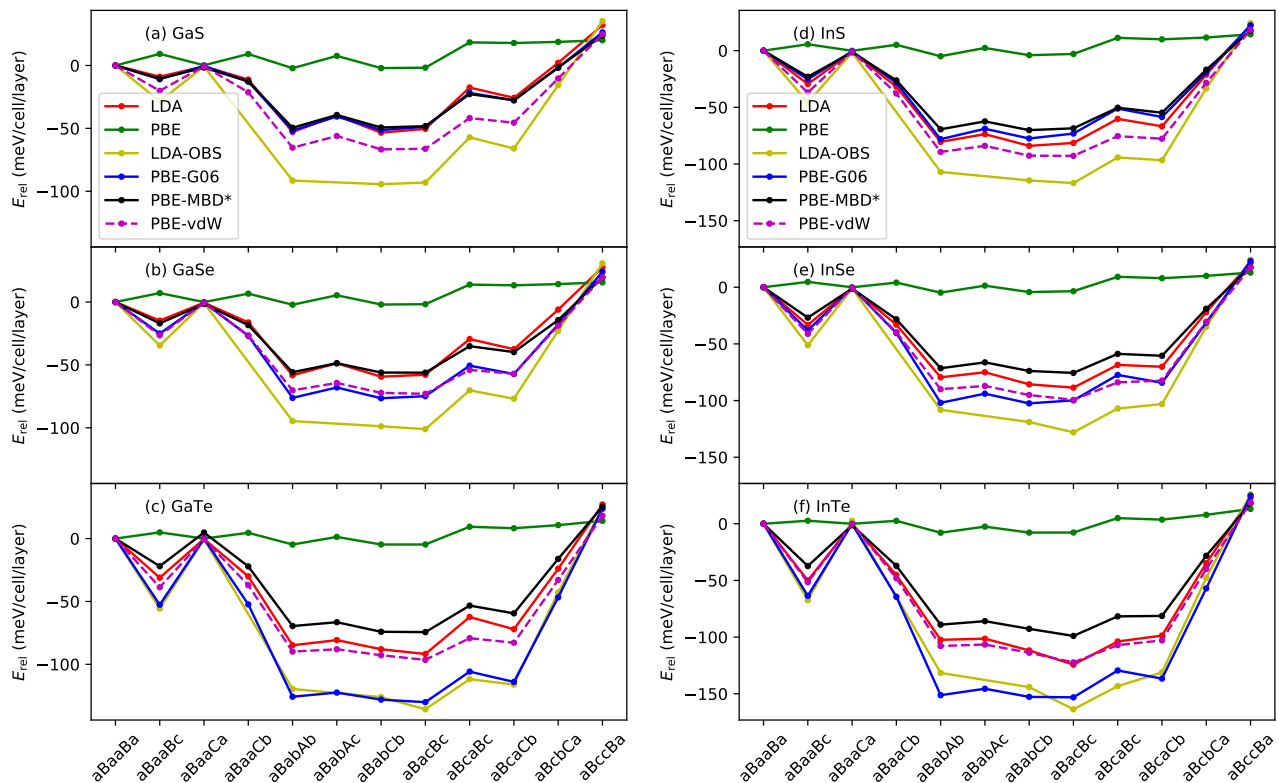 (a) GaS
0
−50
−100
E_rel (meV/cell/layer)
LDA
PBE
LDA-OBS
PBE-G06
PBE-MBD*
PBE-vdW
(d) InS
0
−50
−100
−150
E_rel (meV/cell/layer)
LDA
PBE
LDA-OBS
PBE-G06
PBE-MBD*
PBE-vdW
(b) GaSe
0
−50
−100
E_rel (meV/cell/layer)
(e) InSe
0
−50
−100
−150
E_rel (meV/cell/layer)
(c) GaTe
0
−50
−100
E_rel (meV/cell/layer)
aBaaBa
aBaaBc
aBaaCa
aBaaCb
aBabAb
aBabAc
aBabCb
aBacBc
aBcaBc
aBcaCb
aBcbCa
aBccBa
(f) InTe
0
−50
−100
−150
E_rel (meV/cell/layer)
aBaaBa
aBaaBc
aBaaCa
aBaaCb
aBabAb
aBabAc
aBabCb
aBacBc
aBcaBc
aBcaCb
aBcbCa
aBccBa